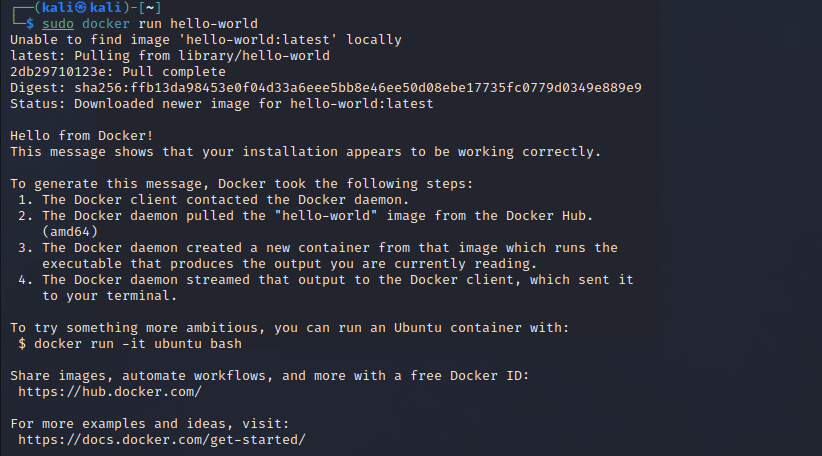 ┌──(kali㉿kali)-[~]
└─$ sudo docker run hello-world
Unable to find image 'hello-world:latest' locally
latest: Pulling from library/hello-world
2db29710123e: Pull complete
Digest: sha256:ffb13da98453e0f04d33a6eee5bb8e46ee50d08ebe17735fc0779d0349e889e9
Status: Downloaded newer image for hello-world:latest

Hello from Docker!
This message shows that your installation appears to be working correctly.

To generate this message, Docker took the following steps:
 1. The Docker client contacted the Docker daemon.
 2. The Docker daemon pulled the "hello-world" image from the Docker Hub.
    (amd64)
 3. The Docker daemon created a new container from that image which runs the
    executable that produces the output you are currently reading.
 4. The Docker daemon streamed that output to the Docker client, which sent it
    to your terminal.

To try something more ambitious, you can run an Ubuntu container with:
 $ docker run -it ubuntu bash

Share images, automate workflows, and more with a free Docker ID:
 https://hub.docker.com/

For more examples and ideas, visit:
 https://docs.docker.com/get-started/